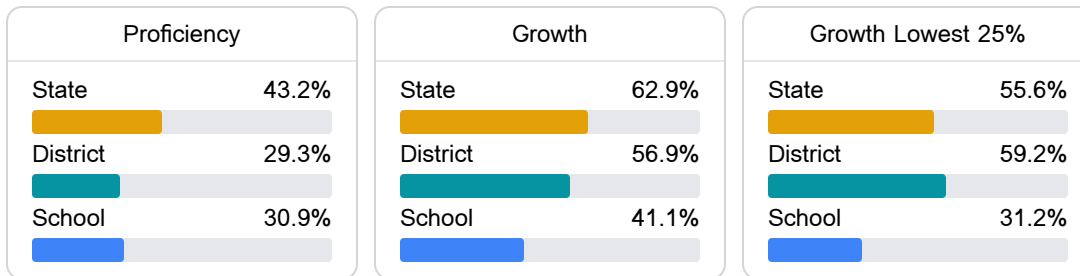 Proficiency
State 43.2%
District 29.3%
School 30.9%
Growth
State 62.9%
District 56.9%
School 41.1%
Growth Lowest 25%
State 55.6%
District 59.2%
School 31.2%